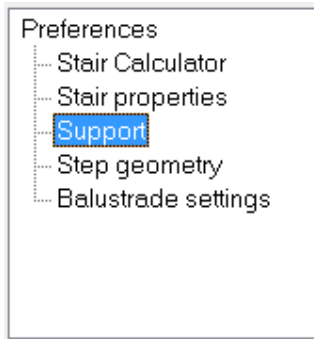 Preferences
Stair Calculator
Stair properties
Support
Step geometry
Balustrade settings